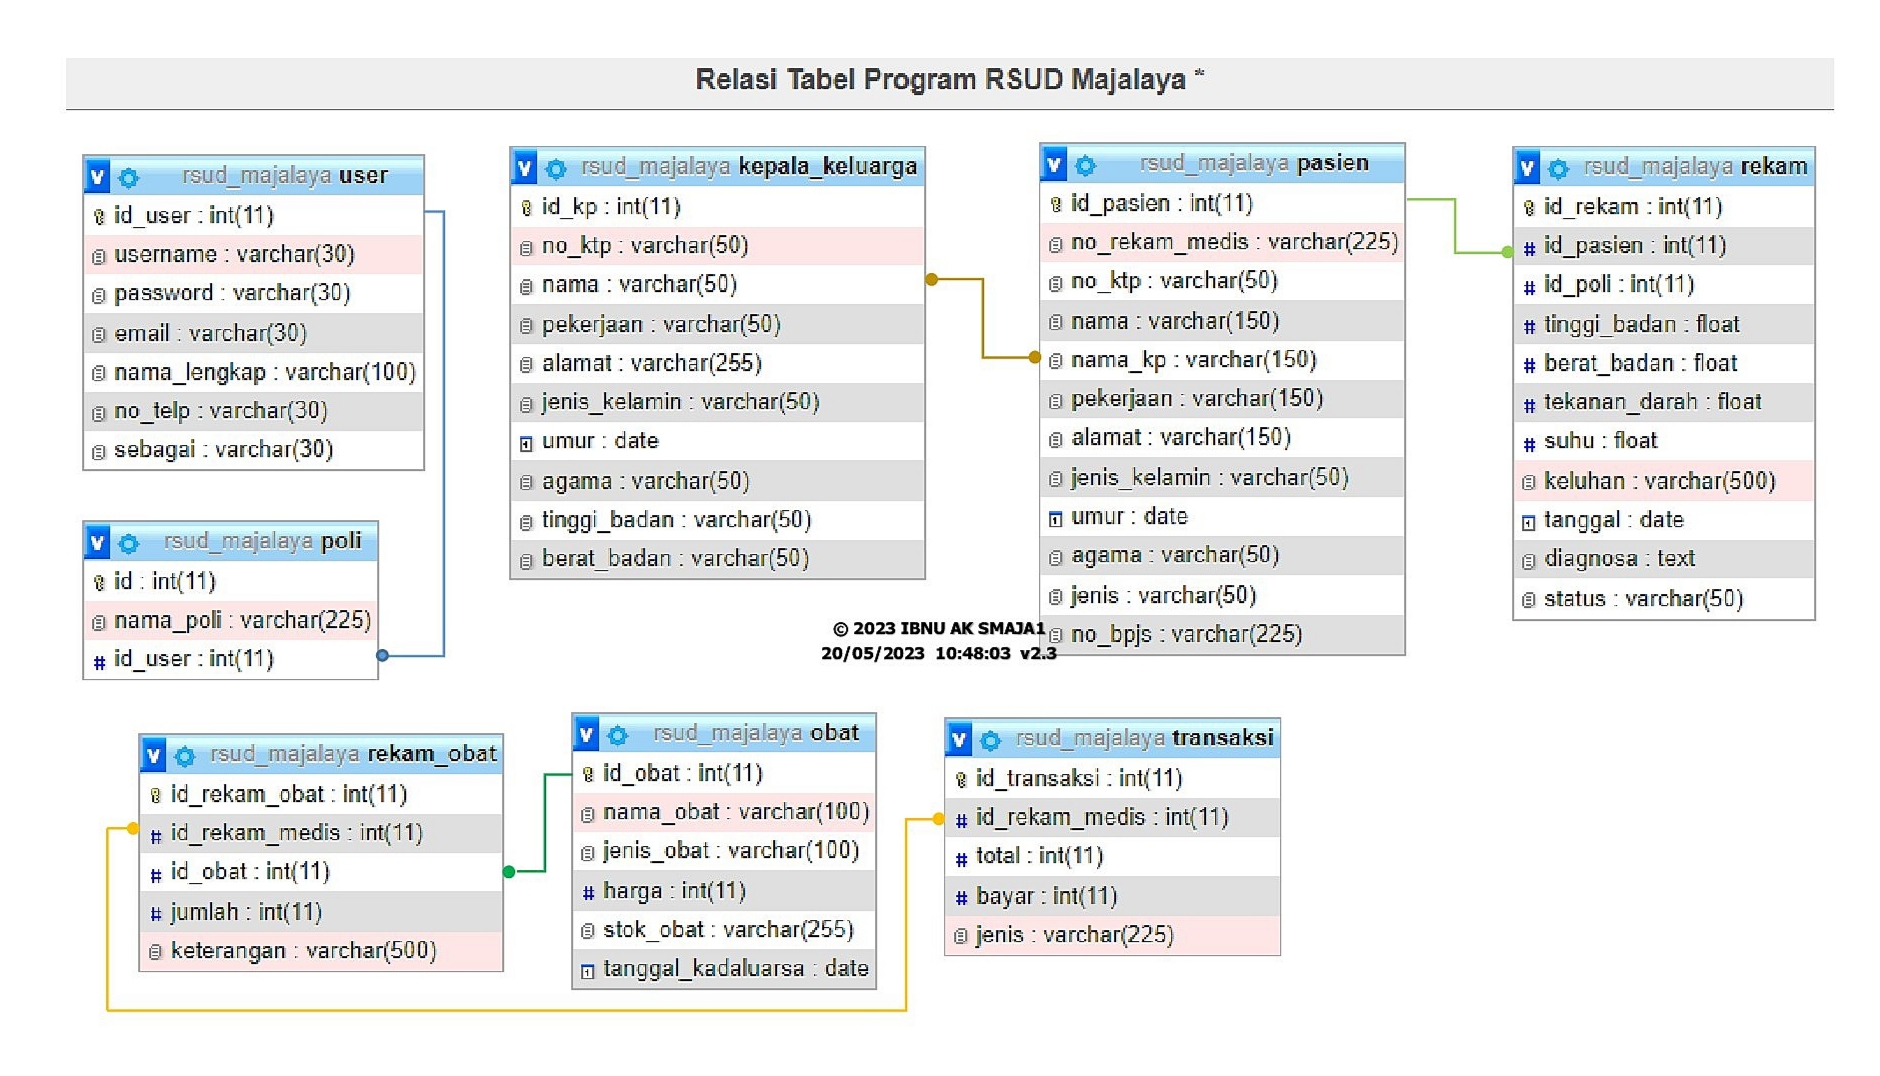 Relasi Tabel Program RSUD Majalaya *
v rsud_majalaya user
id_user : int(11)
username : varchar(30)
password : varchar(30)
email : varchar(30)
nama_lengkap : varchar(100)
no_telp : varchar(30)
sebagai : varchar(30)
v rsud_majalaya kepala_keluarga
id_kp : int(11)
no_ktp : varchar(50)
nama : varchar(50)
pekerjaan : varchar(50)
alamat : varchar(255)
jenis_kelamin : varchar(50)
umur : date
agama : varchar(50)
tinggi_badan : varchar(50)
berat_badan : varchar(50)
v rsud_majalaya pasien
id_pasien : int(11)
no_rekam_medis : varchar(225)
no_ktp : varchar(50)
nama : varchar(150)
nama_kp : varchar(150)
pekerjaan : varchar(150)
alamat : varchar(150)
jenis_kelamin : varchar(50)
umur : date
agama : varchar(50)
jenis : varchar(50)
no_bpjs : varchar(225)
v rsud_majalaya rekam
id_rekam : int(11)
# id_pasien : int(11)
# id_poli : int(11)
# tinggi_badan : float
# berat_badan : float
# tekanan_darah : float
# suhu : float
keluhan : varchar(500)
tanggal : date
diagnosa : text
status : varchar(50)
v rsud_majalaya poli
id : int(11)
nama_poli : varchar(225)
# id_user : int(11)
© 2023 IBNU AK SMAJA1
20/05/2023 10:48:03 v2.3
v rsud_majalaya rekam_obat
id_rekam_obat : int(11)
# id_rekam_medis : int(11)
# id_obat : int(11)
# jumlah : int(11)
keterangan : varchar(500)
v rsud_majalaya obat
id_obat : int(11)
nama_obat : varchar(100)
jenis_obat : varchar(100)
# harga : int(11)
stok_obat : varchar(255)
tanggal_kadaluarsa : date
v rsud_majalaya transaksi
id_transaksi : int(11)
# id_rekam_medis : int(11)
# total : int(11)
# bayar : int(11)
jenis : varchar(225)